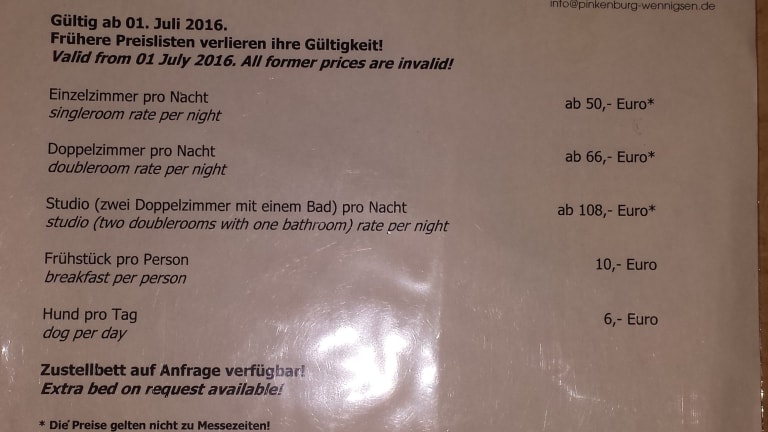 info@pinkenburg-wennigsen.de
Gültig ab 01. Juli 2016.
Frühere Preislisten verlieren ihre Gültigkeit!
Valid from 01 July 2016. All former prices are invalid!
Einzelzimmer pro Nacht ab 50,- Euro*
singleroom rate per night
Doppelzimmer pro Nacht ab 66,- Euro*
doubleroom rate per night
Studio (zwei Doppelzimmer mit einem Bad) pro Nacht ab 108,- Euro*
studio (two doublerooms with one bathroom) rate per night
Frühstück pro Person 10,- Euro
breakfast per person
Hund pro Tag 6,- Euro
dog per day
Zustellbett auf Anfrage verfügbar!
Extra bed on request available!
* Die Preise gelten nicht zu Messezeiten!